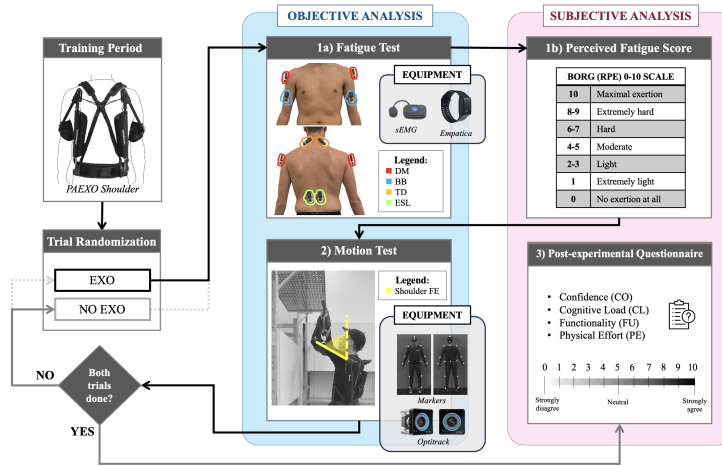 OBJECTIVE ANALYSIS
SUBJECTIVE ANALYSIS
Training Period
PAEXO Shoulder
Trial Randomization
EXO
NO EXO
Both
trials
done?
NO
YES
1a) Fatigue Test
EQUIPMENT
sEMG
Empatica
Legend:
DM
BB
TD
ESL
1b) Perceived Fatigue Score
BORG (RPE) 0-10 SCALE
10 Maximal exertion
8-9 Extremely hard
6-7 Hard
4-5 Moderate
2-3 Light
1 Extremely light
0 No exertion at all
2) Motion Test
Legend:
Shoulder FE
EQUIPMENT
Markers
Optitrack
3) Post-experimental Questionnaire
• Confidence (CO)
• Cognitive Load (CL)
• Functionality (FU)
• Physical Effort (PE)
0 1 2 3 4 5 6 7 8 9 10
Strongly
disagree
Neutral
Strongly
agree